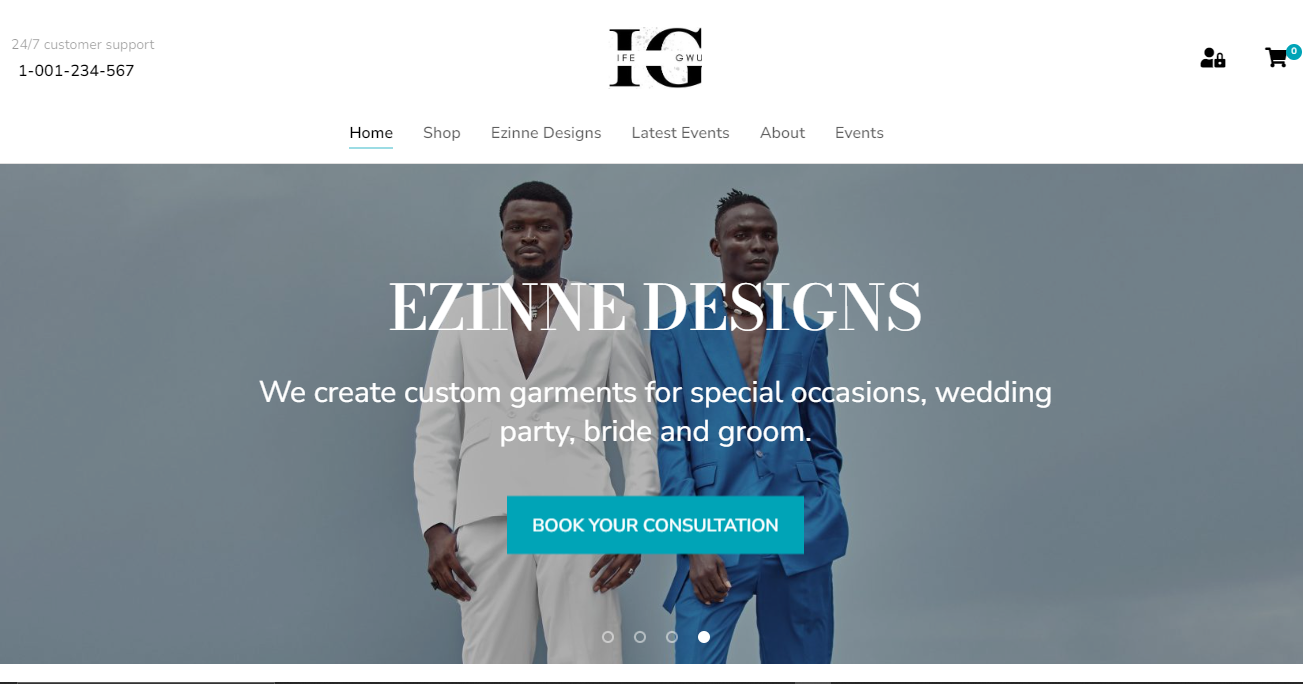 24/7 customer support
1-001-234-567
IG
IFE GWU
0
Home Shop Ezinne Designs Latest Events About Events
EZINNE DESIGNS
We create custom garments for special occasions, wedding
party, bride and groom.
BOOK YOUR CONSULTATION